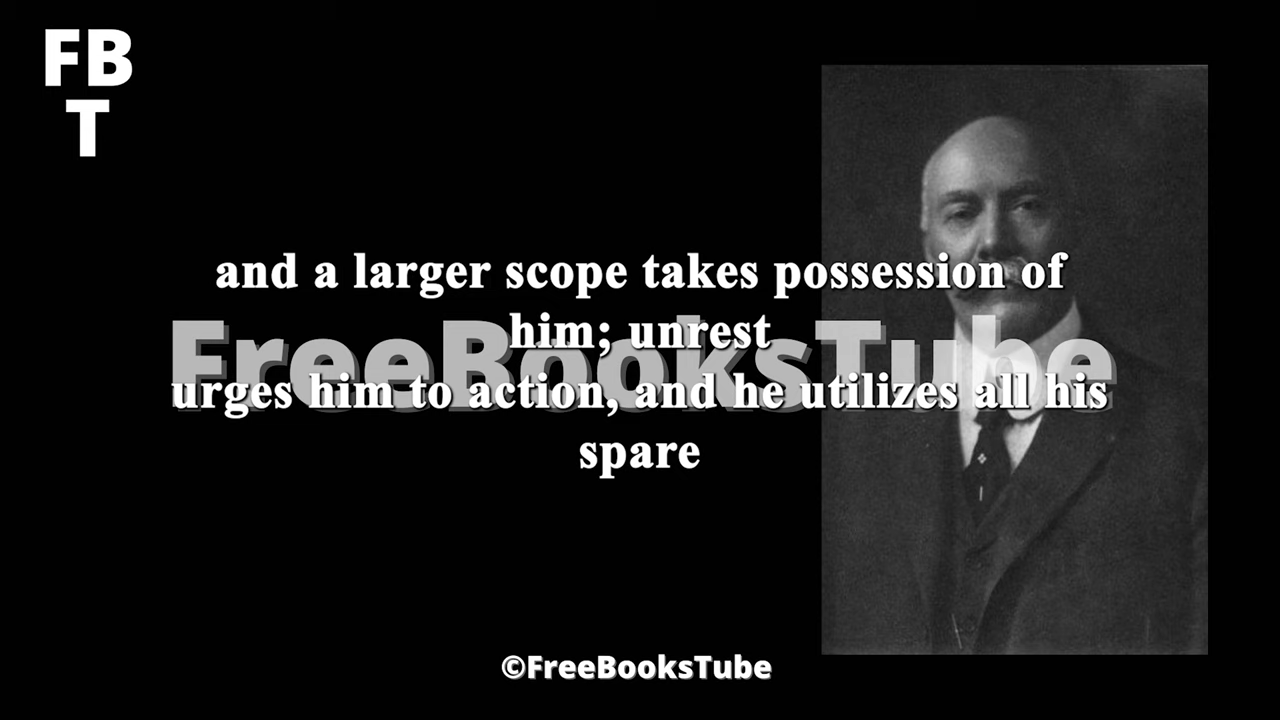 FB
T
and a larger scope takes possession of
him; unrest
FreeBooksTube
urges him to action, and he utilizes all his
spare
©FreeBooksTube